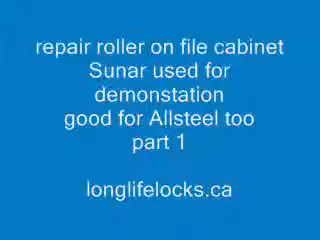 repair roller on file cabinet
Sunar used for
demonstation
good for Allsteel too
part 1
longlifelocks.ca